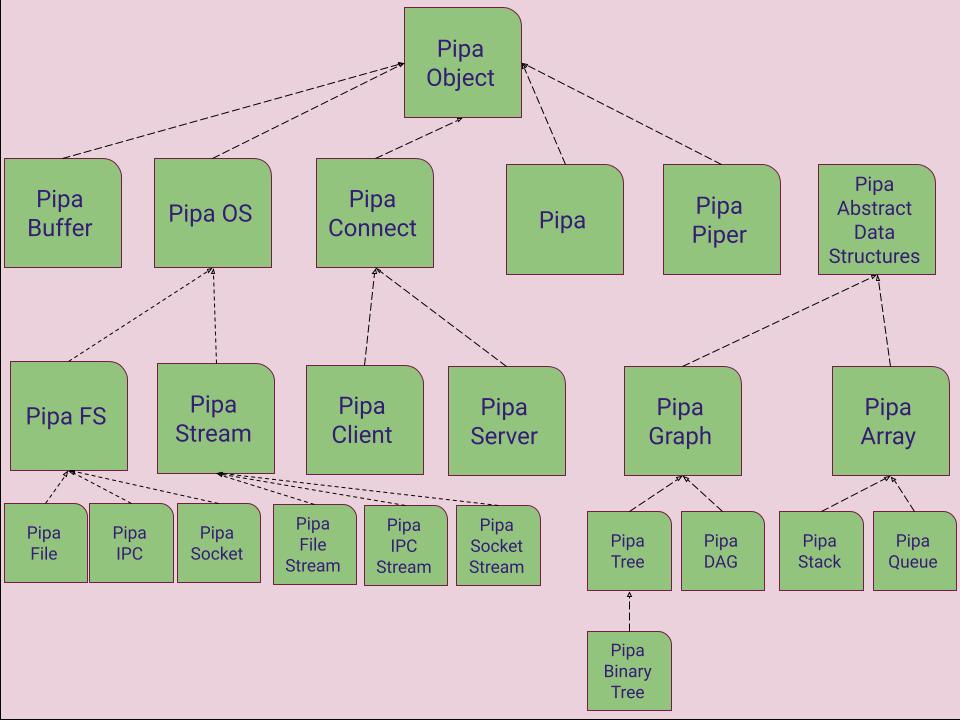 Pipa
Object
Pipa
Buffer
Pipa OS
Pipa
Connect
Pipa
Pipa
Piper
Pipa
Abstract
Data
Structures
Pipa FS
Pipa
Stream
Pipa
Client
Pipa
Server
Pipa
Graph
Pipa
Array
Pipa
File
Pipa
IPC
Pipa
Socket
Pipa
File
Stream
Pipa
IPC
Stream
Pipa
Socket
Stream
Pipa
Tree
Pipa
DAG
Pipa
Stack
Pipa
Queue
Pipa
Binary
Tree